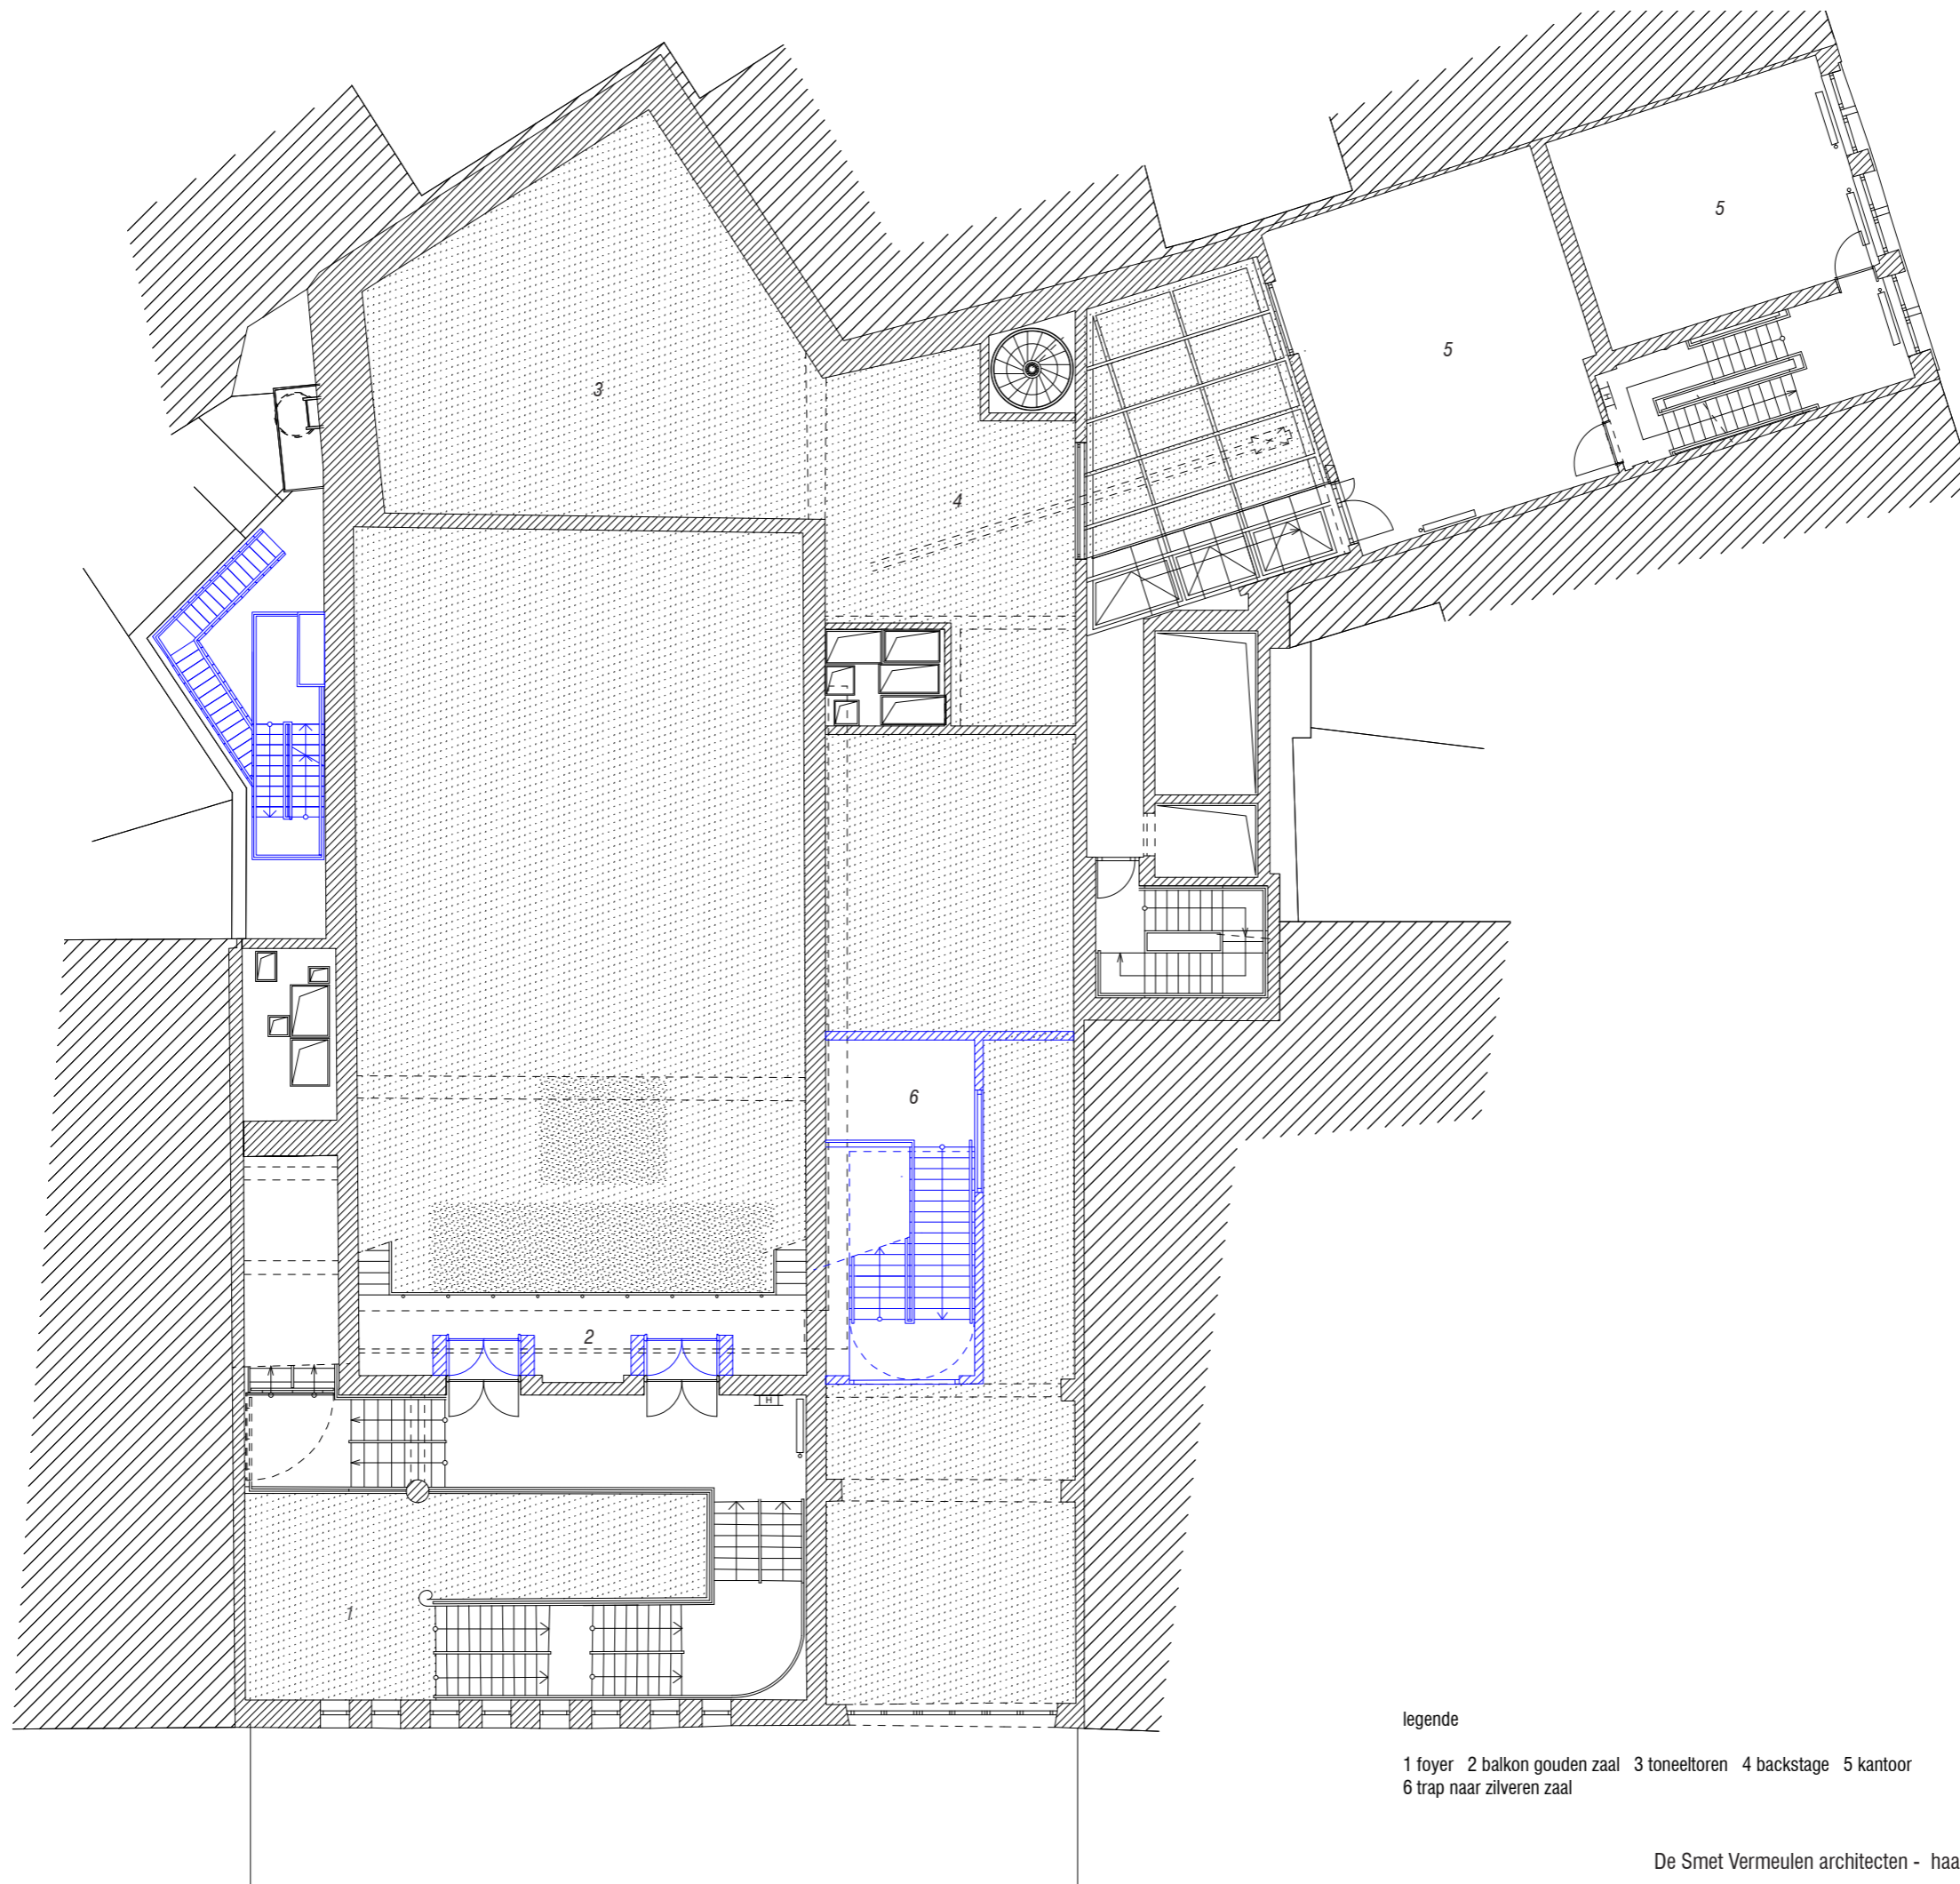 3
5
5
4
6
2
H
H
1
legende
1 foyer 2 balkon gouden zaal 3 toneeltoren 4 backstage 5 kantoor
6 trap naar zilveren zaal
De Smet Vermeulen architecten - haa